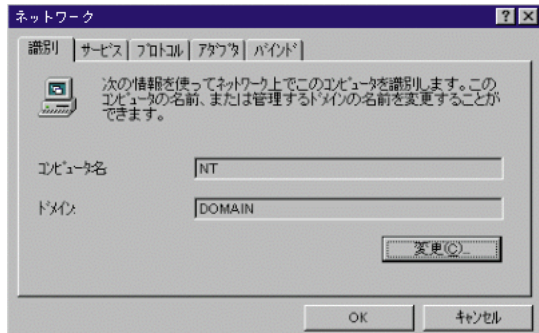 ネットワーク
識別 サービス プロトコル アダプタ バインド
次の情報を使ってネットワーク上でこのコンピュータを識別します。この
コンピュータの名前、または管理するドメインの名前を変更することが
できます。
コンピュータ名: NT
ドメイン: DOMAIN
変更(C)...
OK キャンセル